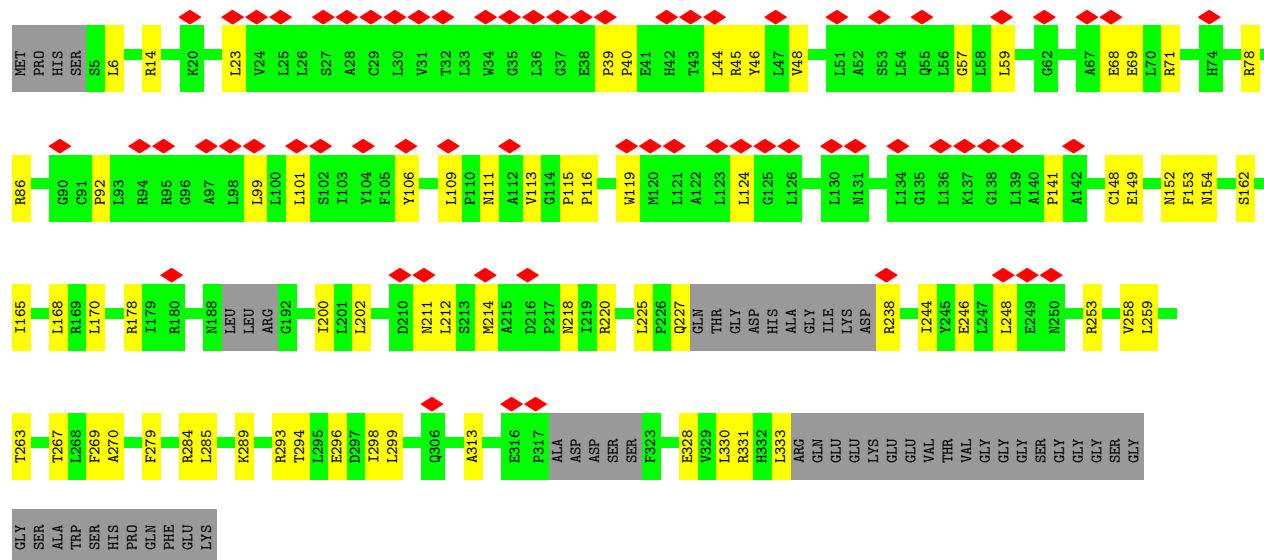 MET PRO HIS SER S5 L6 R14 K20 L23 V24 L25 L26 S27 A28 C29 L30 V31 T32 L33 W34 G35 L36 G37 E38 P39 P40 E41 H42 T43 L44 R45 Y46 L47 V48 L51 A52 S53 L54 Q55 L56 G57 L58 L59 G62 A67 E68 E69 L70 R71 H74 R78
R86 G90 C91 P92 L93 R94 R95 G96 A97 L98 L99 L100 L101 S102 I103 Y104 F105 Y106 L109 P110 N111 A112 V113 G114 P115 P116 W119 M120 L121 A122 L123 L124 G125 L126 L130 N131 L134 G135 L136 K137 G138 L139 A140 P141 A142 C148 E149 N152 F153 N154 S162
I165 L168 R169 L170 R178 I179 R180 N188 LEU LEU ARG G192 I200 L201 L202 D210 N211 L212 S213 M214 A215 D216 P217 N218 I219 R220 L225 P226 Q227 GLN THR GLY ASP HIS ALA GLY ILE LYS ASP R238 I244 Y245 E246 L247 L248 E249 N250 R253 V258 L259
T263 T267 L268 F269 A270 F279 R284 L285 K289 R293 T294 L295 E296 D297 I298 L299 Q306 A313 E316 P317 ALA ASP ASP SER SER F323 E328 V329 L330 R331 H332 L333 ARG GLN GLU GLU LYS GLU GLU VAL THR VAL GLY GLY GLY SER GLY GLY GLY SER GLY
GLY SER ALA TRP SER HIS PRO GLN PHE GLU LYS